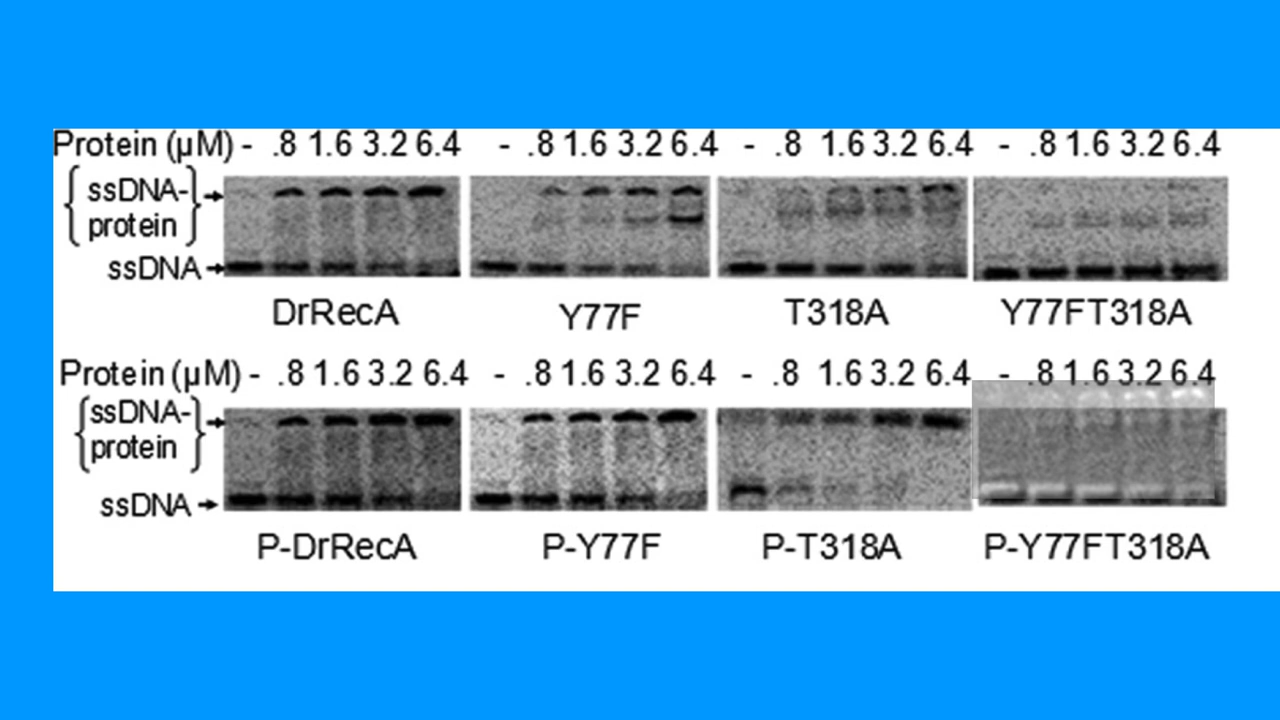 Protein (µM) - .8 1.6 3.2 6.4 - .8 1.6 3.2 6.4 - .8 1.6 3.2 6.4 - .8 1.6 3.2 6.4
ssDNA-
protein
ssDNA
DrRecA Y77F T318A Y77FT318A
Protein (µM) - .8 1.6 3.2 6.4 - .8 1.6 3.2 6.4 - .8 1.6 3.2 6.4 - .8 1.6 3.2 6.4
ssDNA-
protein
ssDNA
P-DrRecA P-Y77F P-T318A P-Y77FT318A